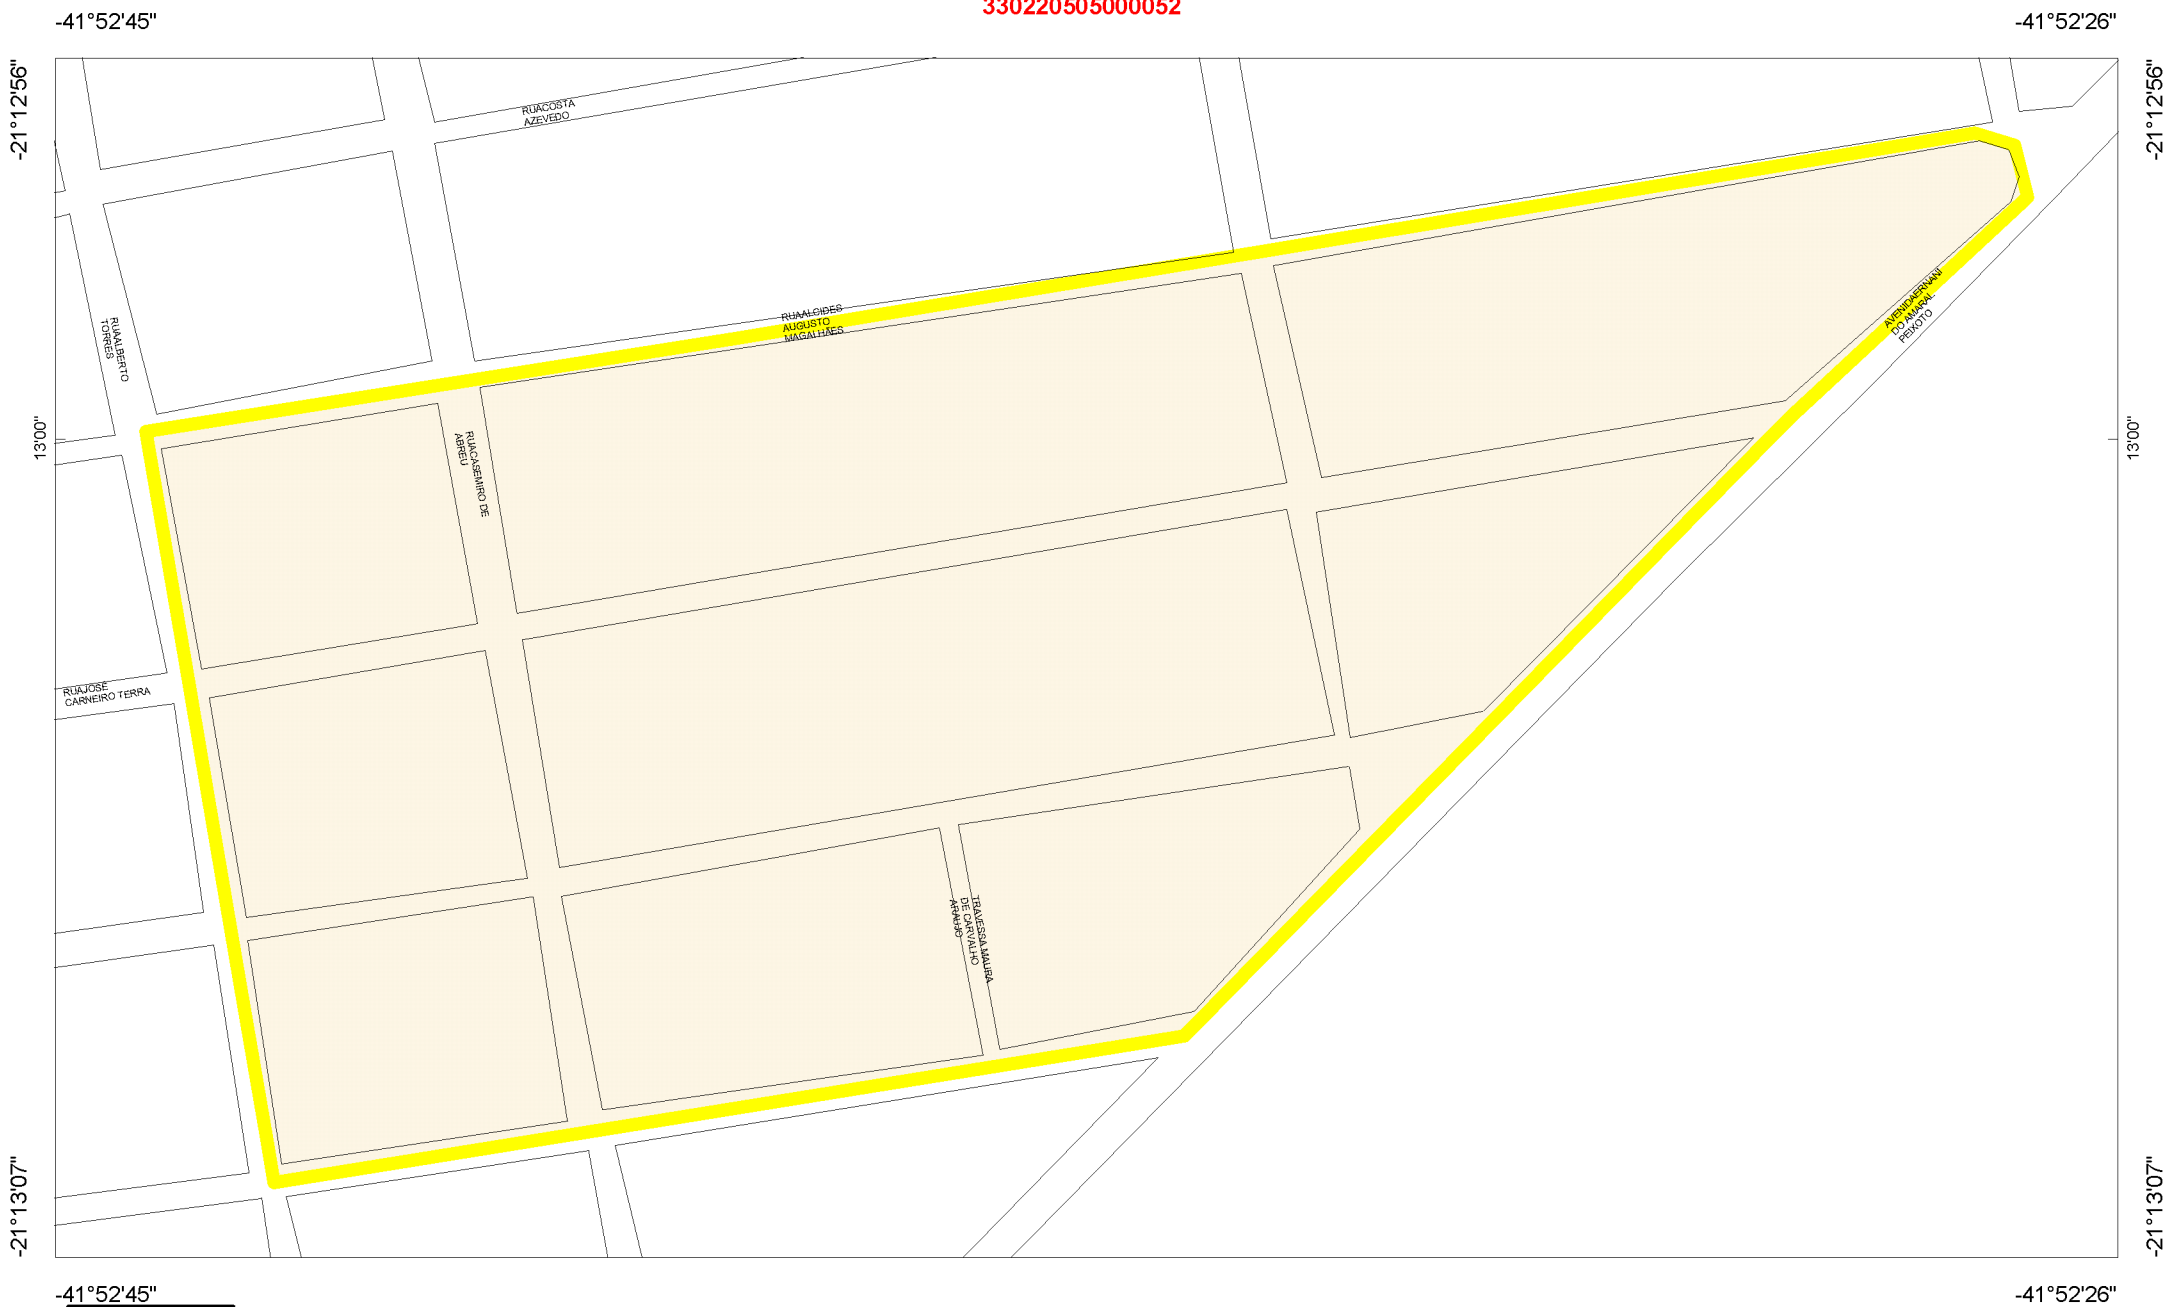 330220505000052
-41°52'45"
-41°52'26"
-21°12'56"
-21°12'56"
RUACOSTA
AZEVEDO
RUAALBERTO
TORRES
RUAALCIDES
AUGUSTO
MAGALHÃES
AVENIDAERNANI
DO AMARAL
PEIXOTO
13'00"
13'00"
RUACASEMIRO DE
ABREU
RUAJOSÉ
CARNEIRO TERRA
TRAVESSA MAURA
DE CARVALHO
ARAUJO
-21°13'07"
-21°13'07"
-41°52'45"
-41°52'26"